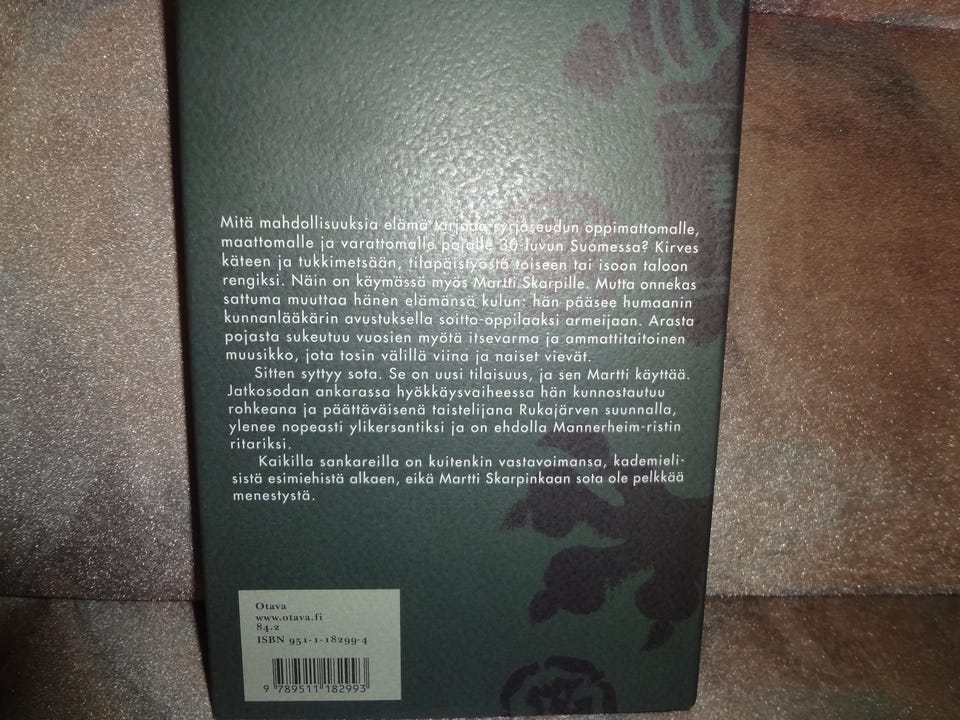 Mitä mahdollisuuksia elämä tarjoaa syrjäseudun oppimattomalle,
maattomalle ja varattomalle pojalle 30-luvun Suomessa? Kirves
käteen ja tukkimetsään, tilapäistyöstä toiseen tai isoon taloon
rengiksi. Näin on käymässä myös Martti Skarpille. Mutta onnekas
sattuma muuttaa hänen elämänsä kulun: hän pääsee humaanin
kunnanlääkärin avustuksella soitto-oppilaaksi armeijaan. Arasta
pojasta sukeutuu vuosien myötä itsevarma ja ammattitaitoinen
muusikko, jota tosin välillä viina ja naiset vievät.
Sitten syttyy sota. Se on uusi tilaisuus, ja sen Martti käyttää.
Jatkosodan ankarassa hyökkäysvaiheessa hän kunnostautuu
rohkeana ja päättäväisenä taistelijana Rukajärven suunnalla,
ylenee nopeasti ylikersantiksi ja on ehdolla Mannerheim-ristin
ritariksi.
Kaikilla sankareilla on kuitenkin vastavoimansa, kademieli-
sistä esimiehistä alkaen, eikä Martti Skarpinkaan sota ole pelkkää
menestystä.
Otava
www.otava.fi
84.2
ISBN 951-1-18299-4
9 789511 182993